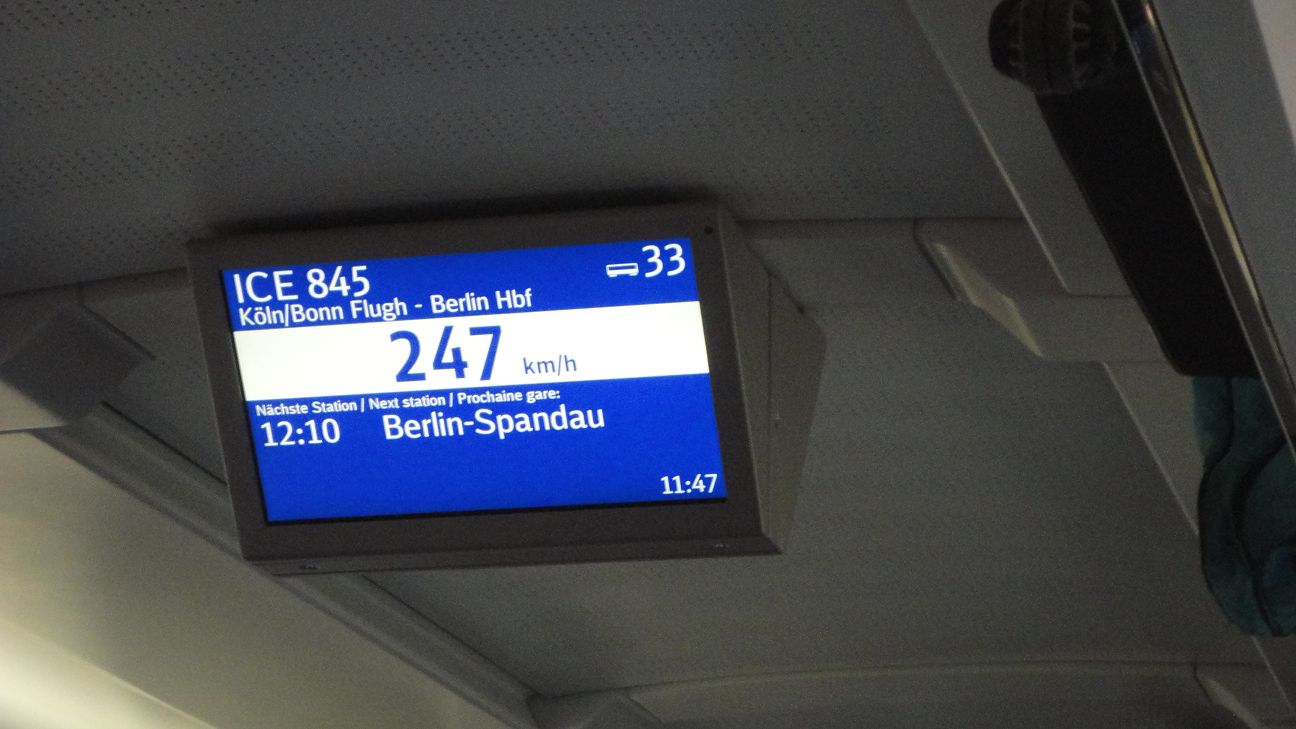 ICE 845
33
Köln/Bonn Flugh - Berlin Hbf
247 km/h
Nächste Station / Next station / Prochaine gare:
12:10 Berlin-Spandau
11:47